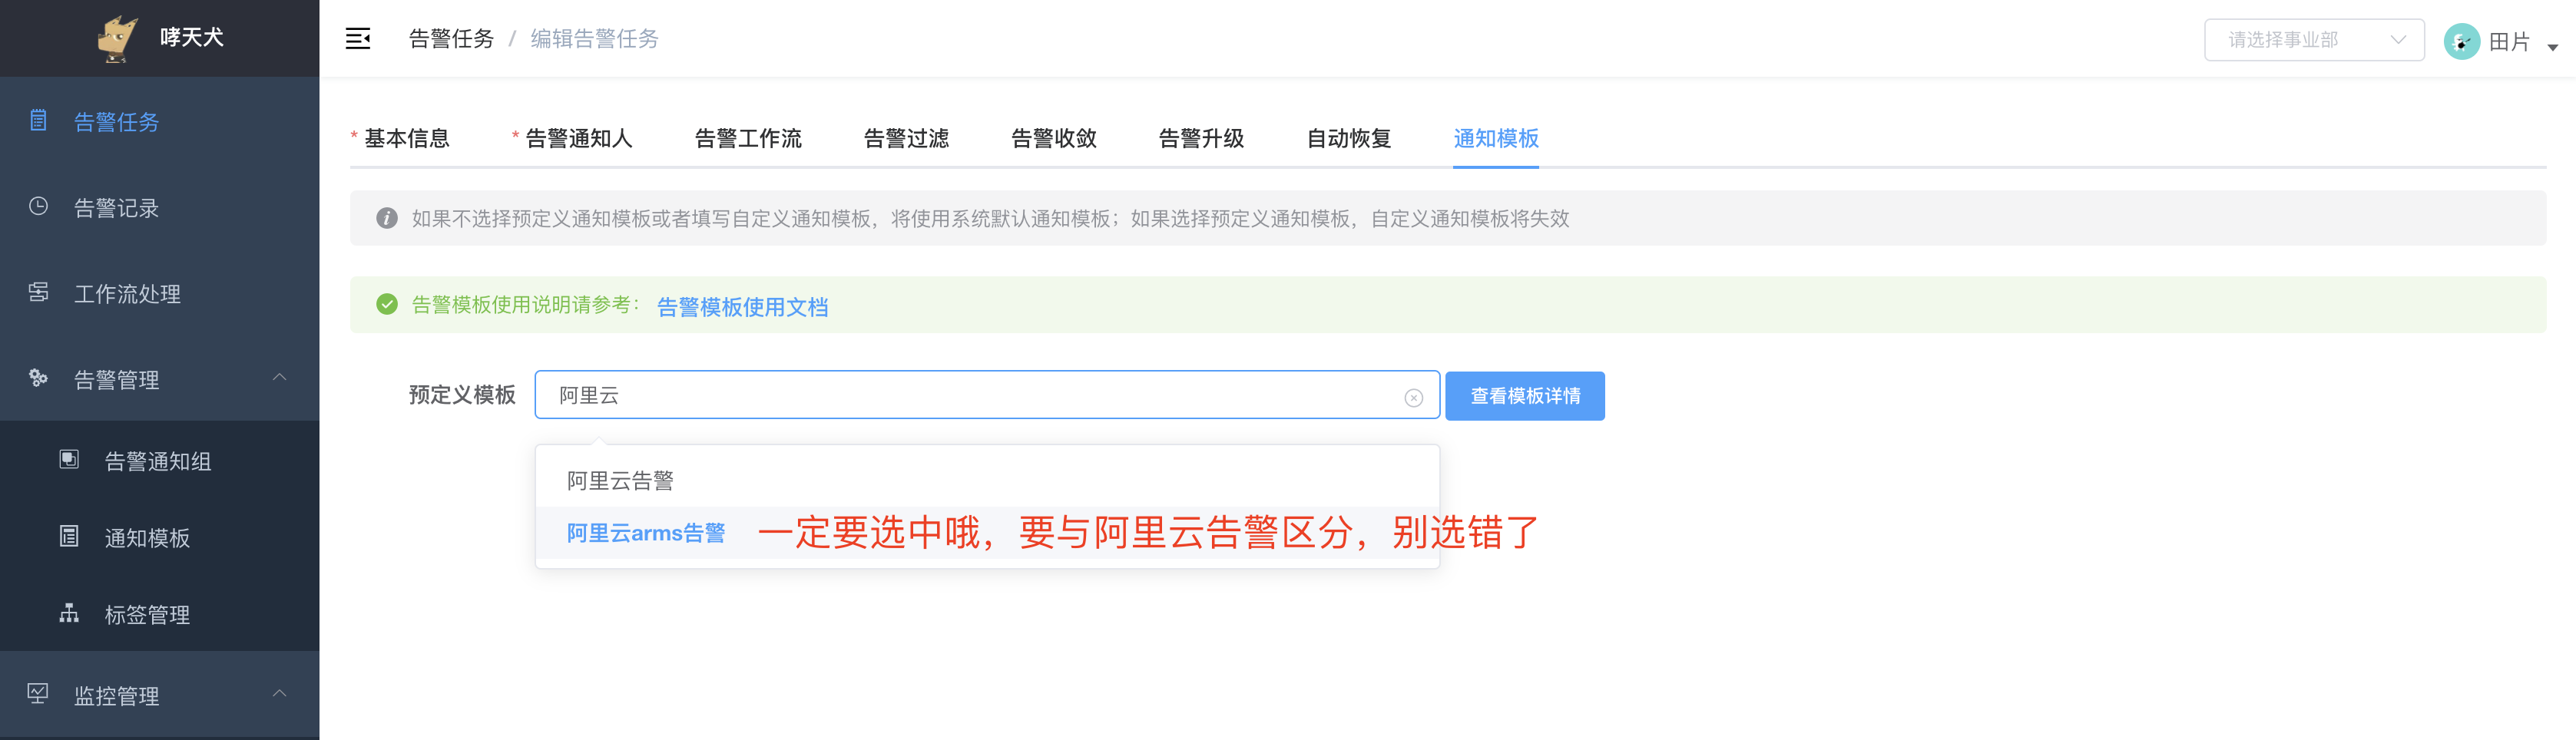 哮天犬
告警任务 / 编辑告警任务
请选择事业部
田片
告警任务
告警记录
工作流处理
告警管理
告警通知组
通知模板
标签管理
监控管理
* 基本信息
* 告警通知人
告警工作流
告警过滤
告警收敛
告警升级
自动恢复
通知模板
如果不选择预定义通知模板或者填写自定义通知模板，将使用系统默认通知模板；如果选择预定义通知模板，自定义通知模板将失效
告警模板使用说明请参考： 告警模板使用文档
预定义模板
阿里云
查看模板详情
阿里云告警
阿里云arms告警
一定要选中哦，要与阿里云告警区分，别选错了